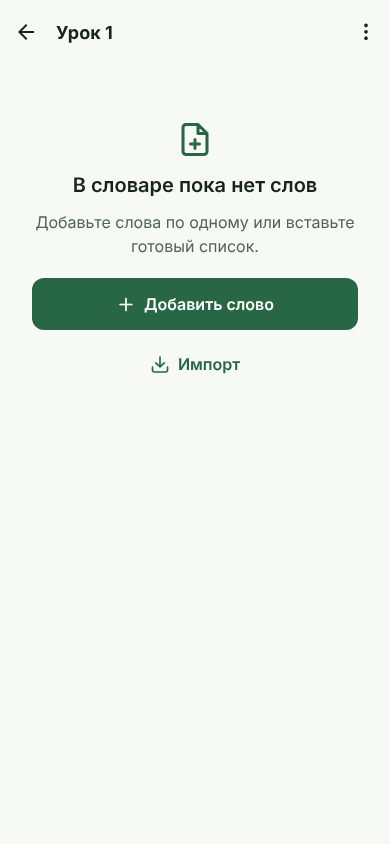 Урок 1
В словаре пока нет слов
Добавьте слова по одному или вставьте
готовый список.
Добавить слово
Импорт